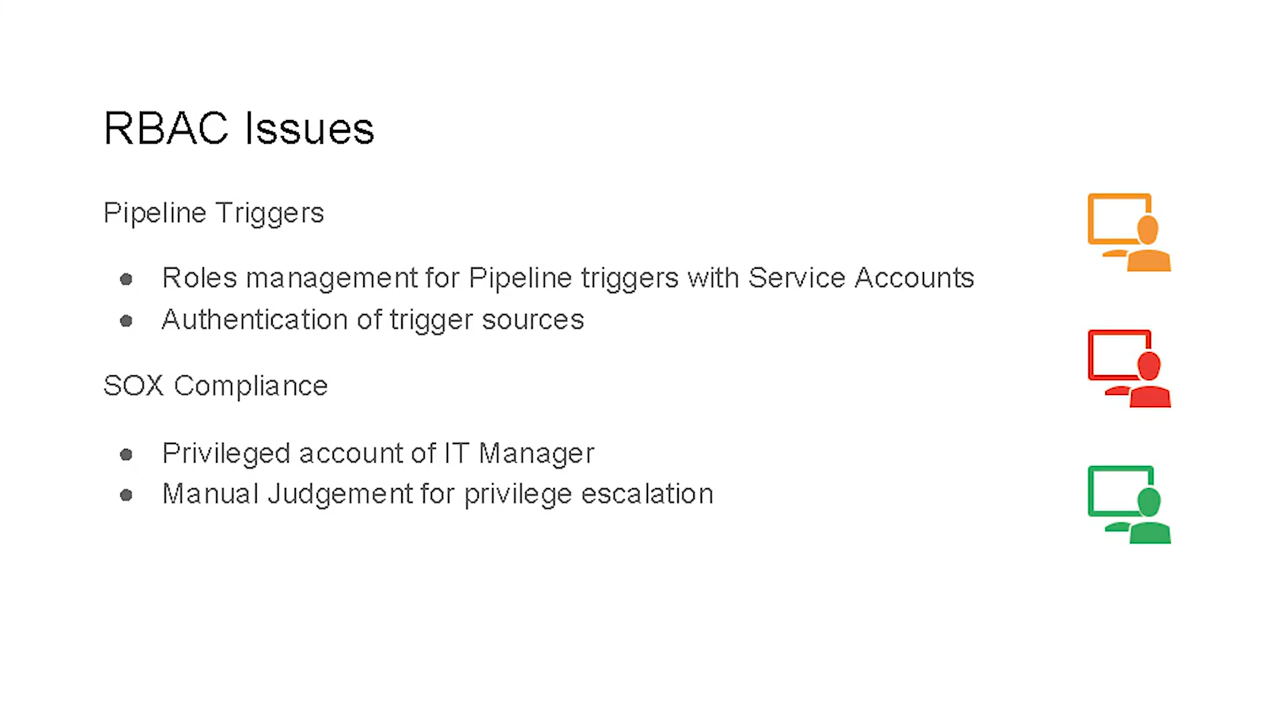 RBAC Issues
Pipeline Triggers
● Roles management for Pipeline triggers with Service Accounts
● Authentication of trigger sources
SOX Compliance
● Privileged account of IT Manager
● Manual Judgement for privilege escalation